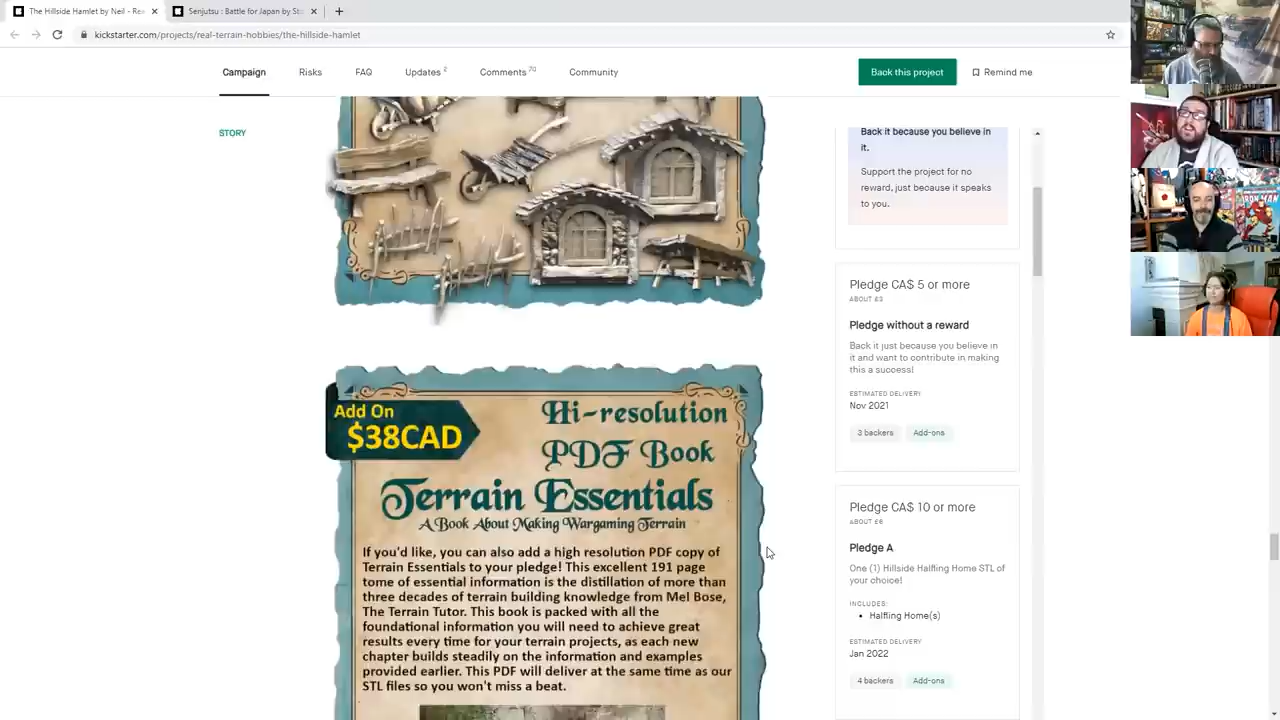 The Hillside Hamlet by Neil - Re
Senjutsu : Battle for Japan by St
kickstarter.com/projects/real-terrain-hobbies/the-hillside-hamlet
Campaign
Risks
FAQ
Updates 2
Comments 70
Community
Back this project
Remind me
STORY
Add On
$38CAD
Hi-resolution
PDF Book
Terrain Essentials
A Book About Making Wargaming Terrain
If you'd like, you can also add a high resolution PDF copy of
Terrain Essentials to your pledge! This excellent 191 page
tome of essential information is the distillation of more than
three decades of terrain building knowledge from Mel Bose,
The Terrain Tutor. This book is packed with all the
foundational information you will need to achieve great
results every time for your terrain projects, as each new
chapter builds steadily on the information and examples
provided earlier. This PDF will deliver at the same time as our
STL files so you won't miss a beat.
Back it because you believe in
it.
Support the project for no
reward, just because it speaks
to you.
Pledge CA$ 5 or more
ABOUT £3
Pledge without a reward
Back it just because you believe in
it and want to contribute in making
this a success!
ESTIMATED DELIVERY
Nov 2021
3 backers
Add-ons
Pledge CA$ 10 or more
ABOUT £6
Pledge A
One (1) Hillside Halfling Home STL of
your choice!
INCLUDES:
• Halfling Home(s)
ESTIMATED DELIVERY
Jan 2022
4 backers
Add-ons
IRON MAN